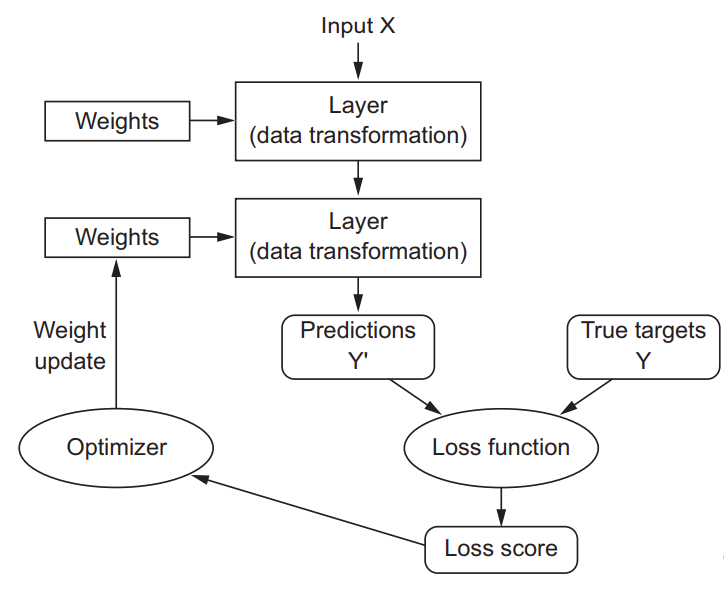 Input X
Layer
(data transformation)
Weights
Layer
(data transformation)
Weights
Weight
update
Predictions
Y'
True targets
Y
Optimizer
Loss function
Loss score